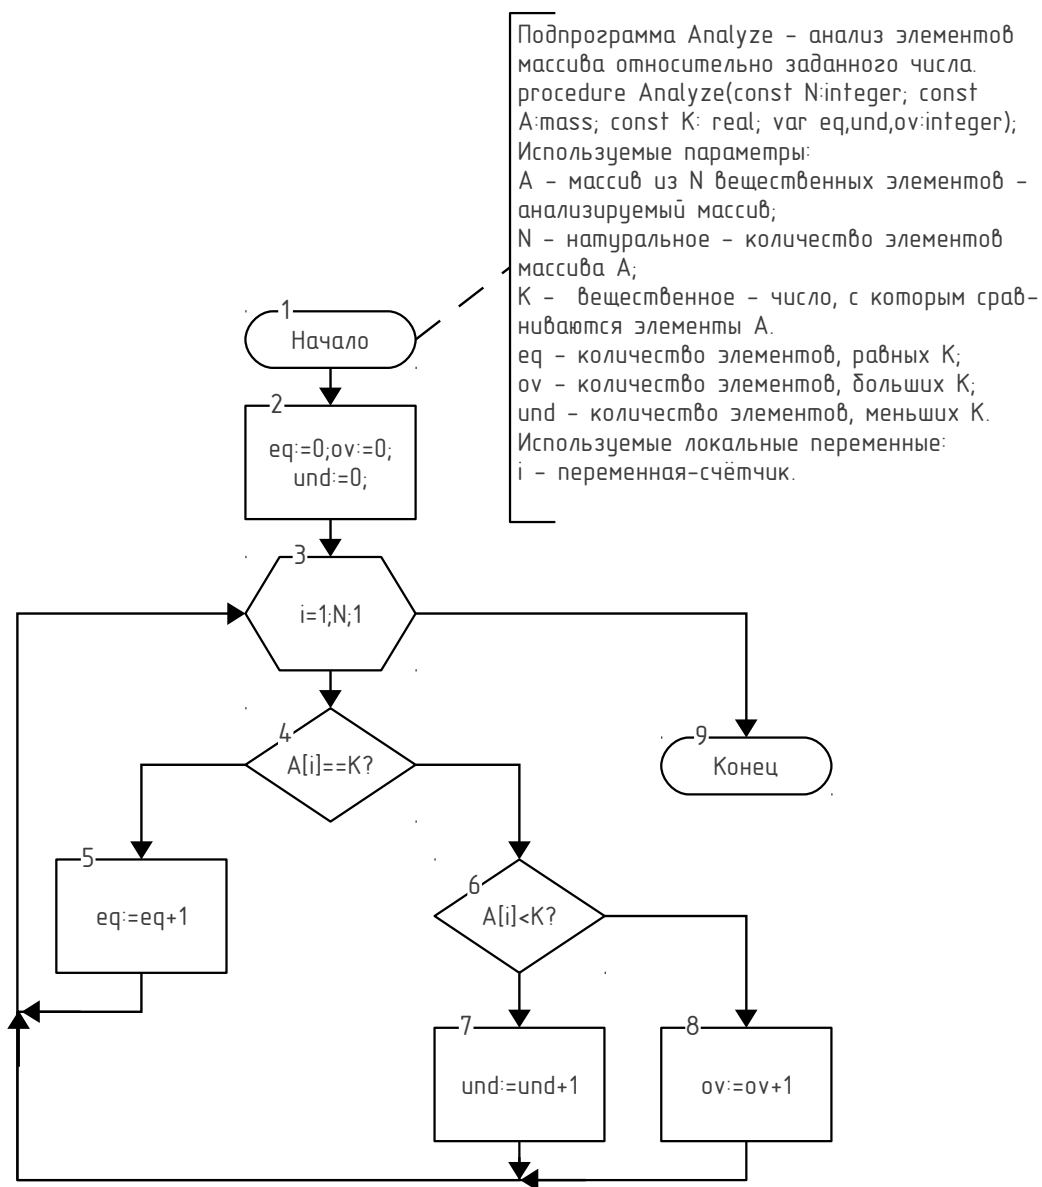 Подпрограмма Analyze – анализ элементов
массива относительно заданного числа.
procedure Analyze(const N:integer; const
A:mass; const K: real; var eq,und,ov:integer);
Используемые параметры:
A – массив из N вещественных элементов –
анализируемый массив;
N – натуральное – количество элементов
массива A;
K – вещественное – число, с которым срав-
ниваются элементы A.
eq – количество элементов, равных K;
ov – количество элементов, больших K;
und – количество элементов, меньших K.
Используемые локальные переменные:
i – переменная-счётчик.
1
Начало
2
eq:=0;ov:=0;
und:=0;
3
i=1;N;1
4
A[i]==K?
9
Конец
5
eq:=eq+1
6
A[i]<K?
7
und:=und+1
8
ov:=ov+1